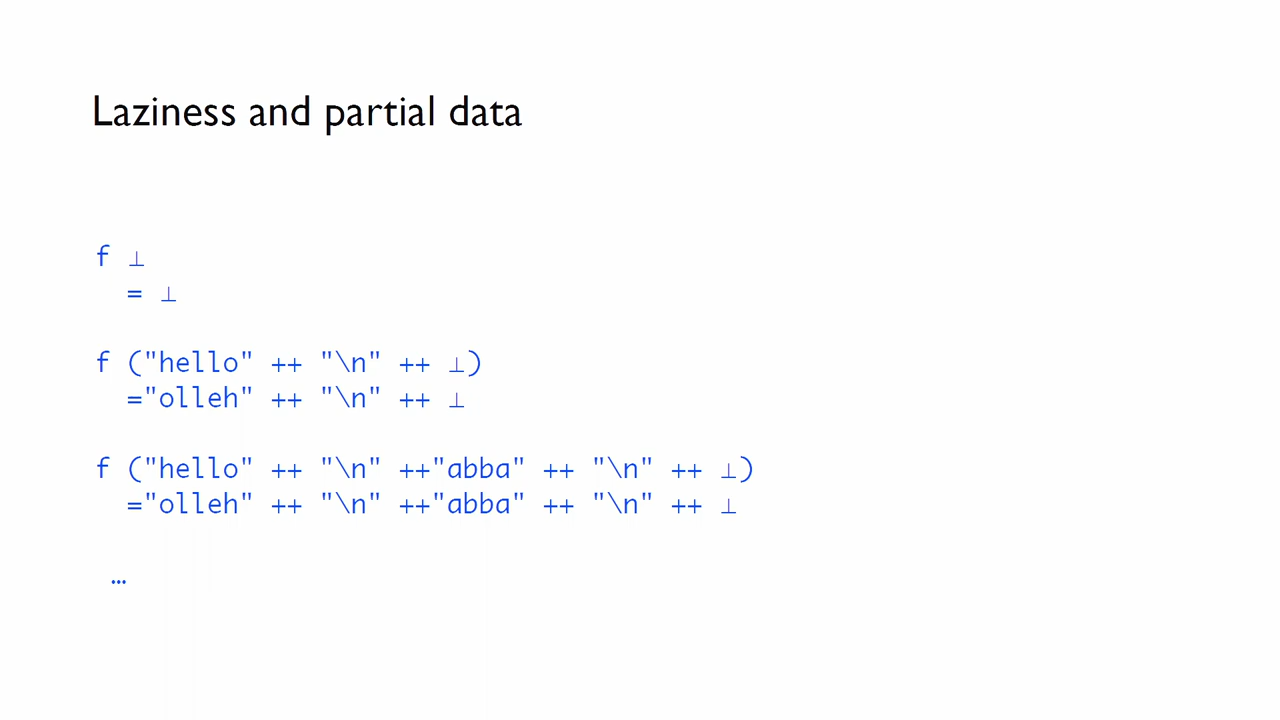 Laziness and partial data
f ⊥
= ⊥
f ("hello" ++ "\n" ++ ⊥)
="olleh" ++ "\n" ++ ⊥
f ("hello" ++ "\n" ++"abba" ++ "\n" ++ ⊥)
="olleh" ++ "\n" ++"abba" ++ "\n" ++ ⊥
…